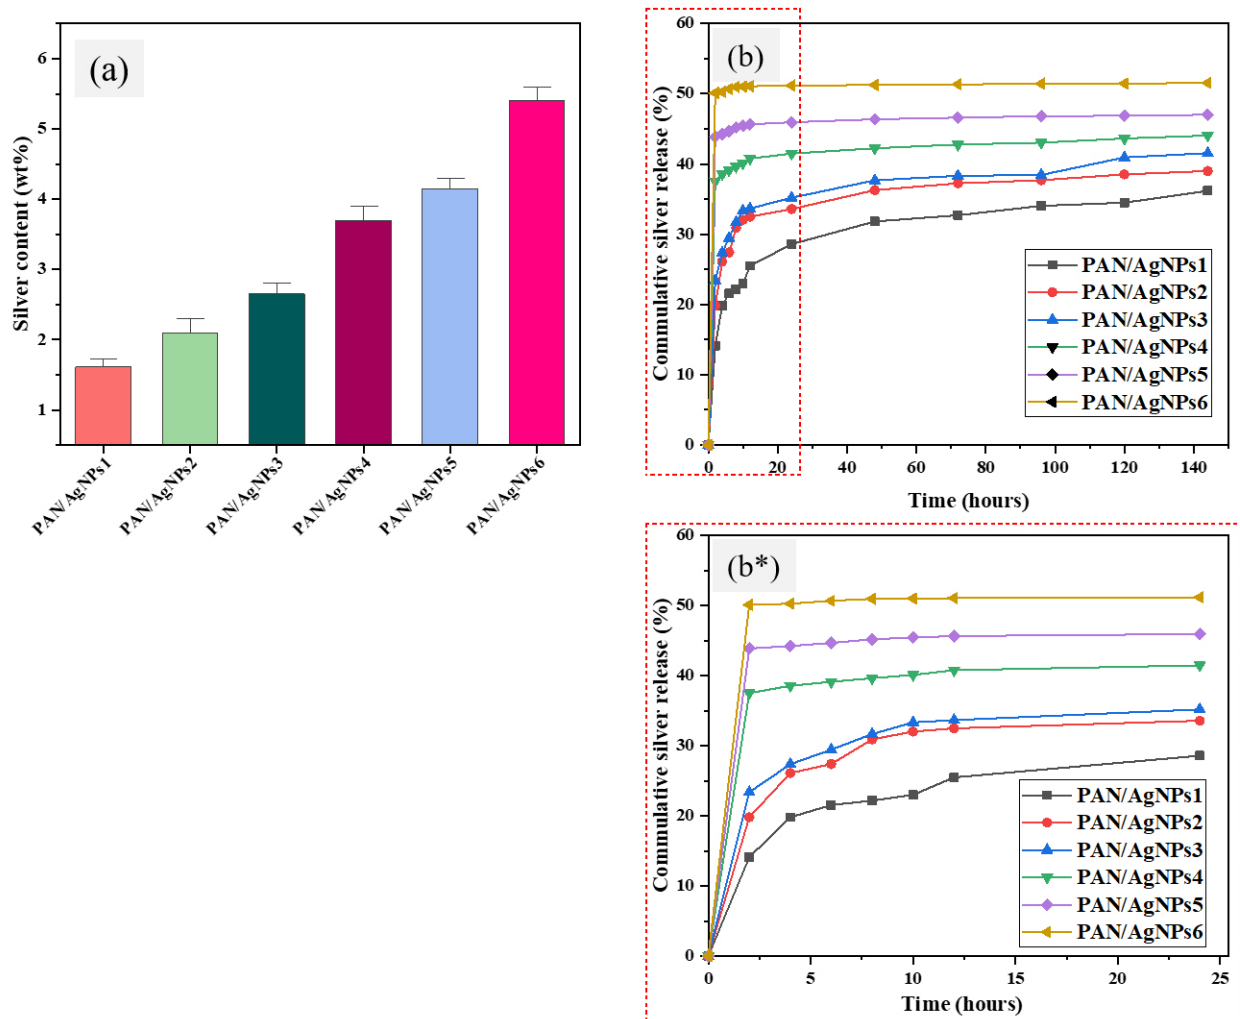 (a)
Silver content (wt%)
6
5
4
3
2
1
PAN/AgNPs1
PAN/AgNPs2
PAN/AgNPs3
PAN/AgNPs4
PAN/AgNPs5
PAN/AgNPs6
(b)
Commulative silver release (%)
60
50
40
30
20
10
0
0 20 40 60 80 100 120 140
Time (hours)
PAN/AgNPs1
PAN/AgNPs2
PAN/AgNPs3
PAN/AgNPs4
PAN/AgNPs5
PAN/AgNPs6
(b*)
Commulative silver release (%)
60
50
40
30
20
10
0
0 5 10 15 20 25
Time (hours)
PAN/AgNPs1
PAN/AgNPs2
PAN/AgNPs3
PAN/AgNPs4
PAN/AgNPs5
PAN/AgNPs6